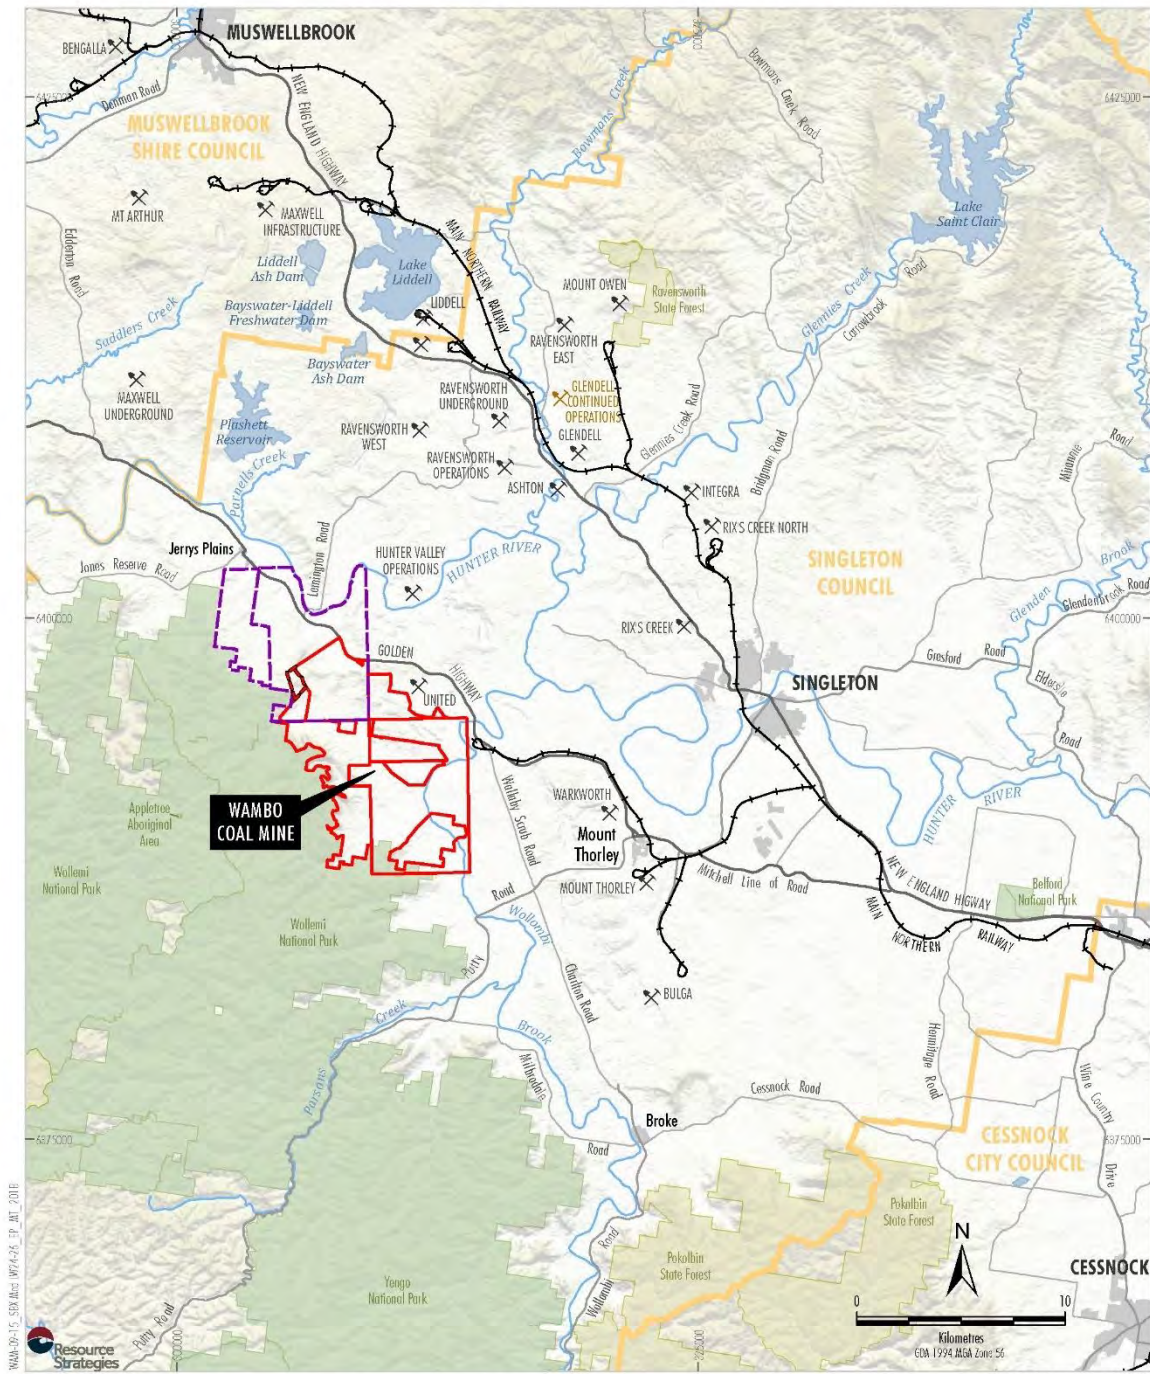 MUSWELLBROOK
BENGALLA
Denman Road
NEW ENGLAND HIGHWAY
Bowmans Creek
Bowmans Creek Road
6425000
6425000
MUSWELLBROOK
SHIRE COUNCIL
MT ARTHUR
MAXWELL
INFRASTRUCTURE
Edderton Road
Liddell
Ash Dam
Lake
Liddell
MAIN NORTHERN RAILWAY
Lake
Saint Clair
Bayswater-Liddell
Freshwater Dam
LIDDELL
MOUNT OWEN
Ravensworth
State Forest
Glennies Creek
Carrowbrook Road
Saddlers Creek
RAVENSWORTH
EAST
Bayswater
Ash Dam
MAXWELL
UNDERGROUND
RAVENSWORTH
UNDERGROUND
GLENDELL
CONTINUED
OPERATIONS
Plashett
Reservoir
RAVENSWORTH
WEST
GLENDELL
Glennies Creek Road
Bridgman Road
Mirannie Road
Parnells Creek
RAVENSWORTH
OPERATIONS
ASHTON
INTEGRA
RIX'S CREEK NORTH
Jerrys Plains
Lemington Road
HUNTER VALLEY
OPERATIONS
HUNTER RIVER
Jones Reserve Road
SINGLETON
COUNCIL
Glendon Brook
Glendonbrook Road
6400000
6400000
RIX'S CREEK
GOLDEN HIGHWAY
Gresford Road
Elderslie Road
UNITED
SINGLETON
WAMBO
COAL MINE
Appletree
Aboriginal
Area
Wallaby Scrub Road
WARKWORTH
Mount
Thorley
HUNTER RIVER
Wollemi
National Park
MOUNT THORLEY
Mitchell Line of Road
NEW ENGLAND HIGWAY
Belford
National Park
Wollemi
National Park
Putty Road
Wollombi Brook
MAIN NORTHERN RAILWAY
Charlton Road
BULGA
Parsons Creek
Milbrodale Road
Hermitage Road
Wine Country Drive
Cessnock Road
Broke
6375000
6375000
CESSNOCK
CITY COUNCIL
Pokolbin
State Forest
Pokolbin
State Forest
Wollombi Road
Yengo
National Park
Putty Road
N
CESSNOCK
0 10
Kilometres
GDA 1994 MGA Zone 56
Resource
Strategies